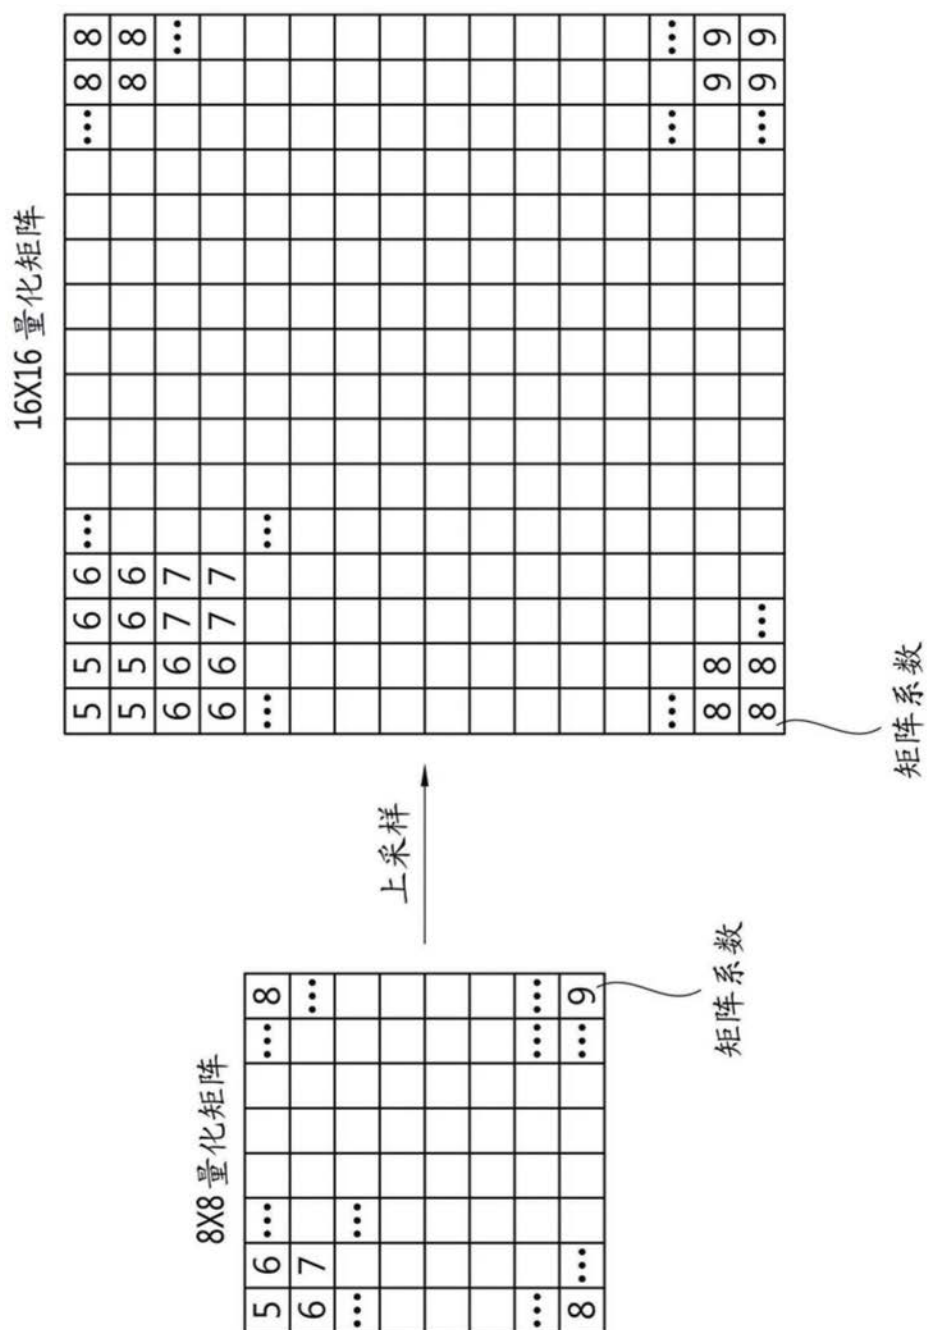 8X8 量化矩阵
5 6 … … 8
6 7 …
… …
… … …
8 … … 9
矩阵系数
上采样
16X16 量化矩阵
5 5 6 6 … … 8 8
5 5 6 6 8 8
6 6 7 7 …
6 6 7 7
… …
… … …
8 8 9 9
8 8 … … 9 9
矩阵系数